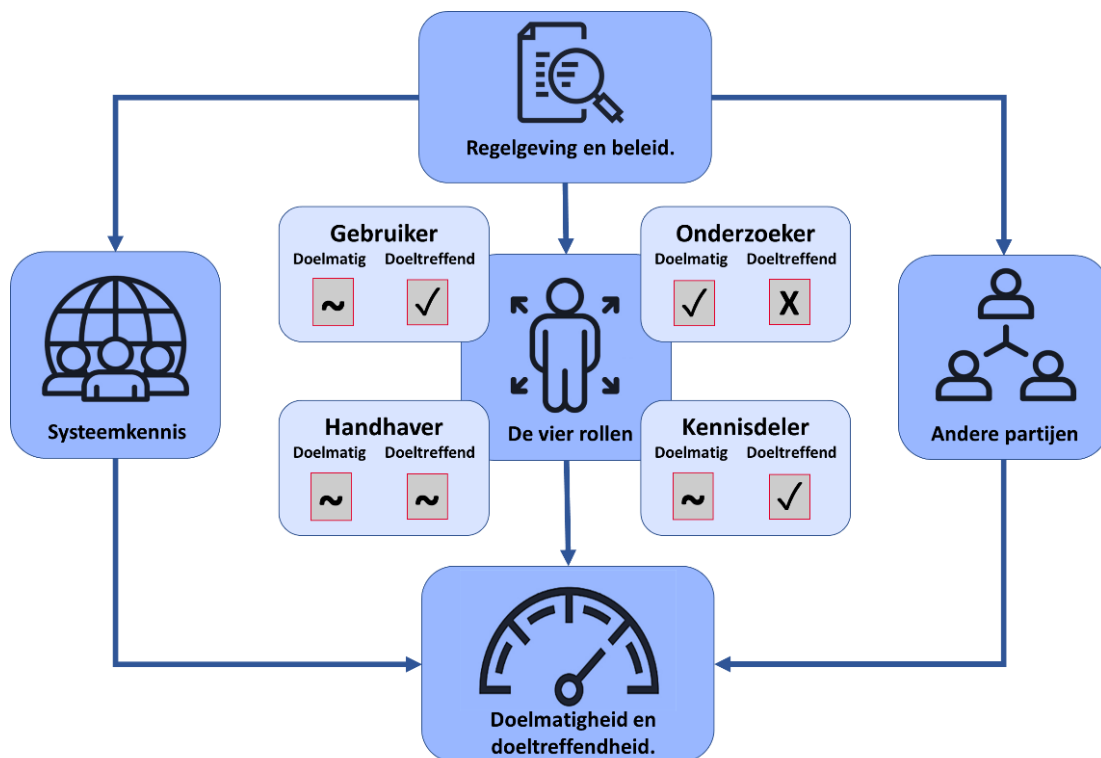 Regelgeving en beleid.
Gebruiker
Doelmatig Doeltreffend
~ ✓
Onderzoeker
Doelmatig Doeltreffend
✓ X
Systeemkennis
De vier rollen
Andere partijen
Handhaver
Doelmatig Doeltreffend
~ ~
Kennisdeler
Doelmatig Doeltreffend
~ ✓
Doelmatigheid en
doeltreffendheid.